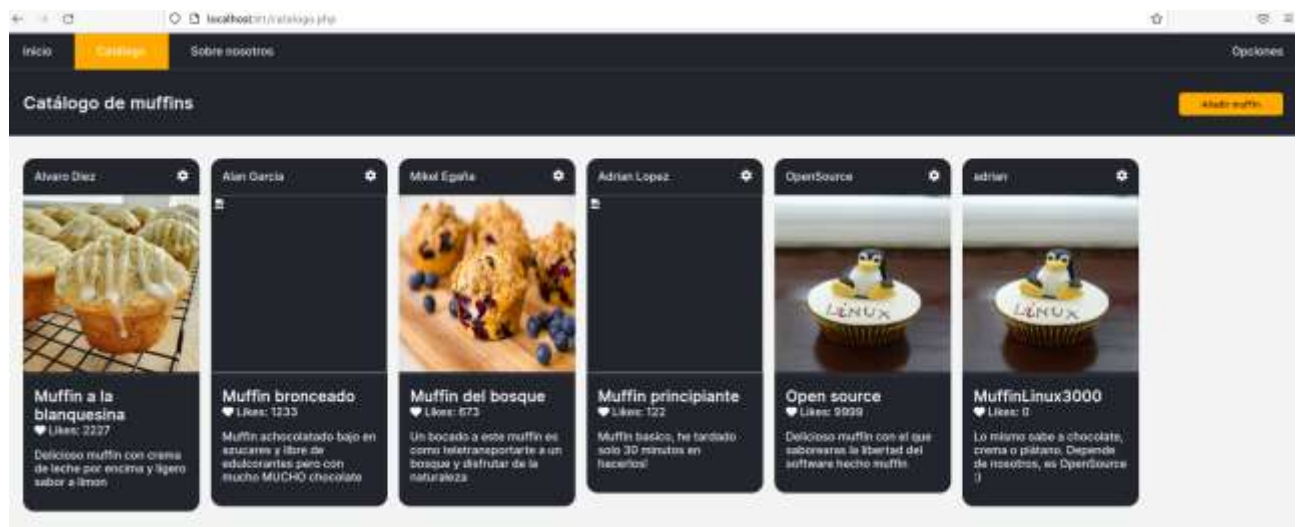 localhost:81/catalogo.php
Inicio
Catálogo
Sobre nosotros
Opciones
Catálogo de muffins
Añadir muffin
Alvaro Diez
Muffin a la
blanquesina
Likes: 2227
Delicioso muffin con crema
de leche por encima y ligero
sabor a limon
Alan Garcia
Muffin bronceado
Likes: 1233
Muffin achocolatado bajo en
azucares y libre de
edulcorantes pero con
mucho MUCHO chocolate
Mikel Egaña
Muffin del bosque
Likes: 673
Un bocado a este muffin es
como teletransportarte a un
bosque y disfrutar de la
naturaleza
Adrian Lopez
Muffin principiante
Likes: 122
Muffin basico, he tardado
solo 30 minutos en
hacerlos!
OpenSource
LINUX
Open source
Likes: 9999
Delicioso muffin con el que
saborearas la libertad del
software hecho muffin
adrian
LINUX
MuffinLinux3000
Likes: 0
Lo mismo sabe a chocolate,
crema o plátano. Depende
de nosotros, es OpenSource
:)